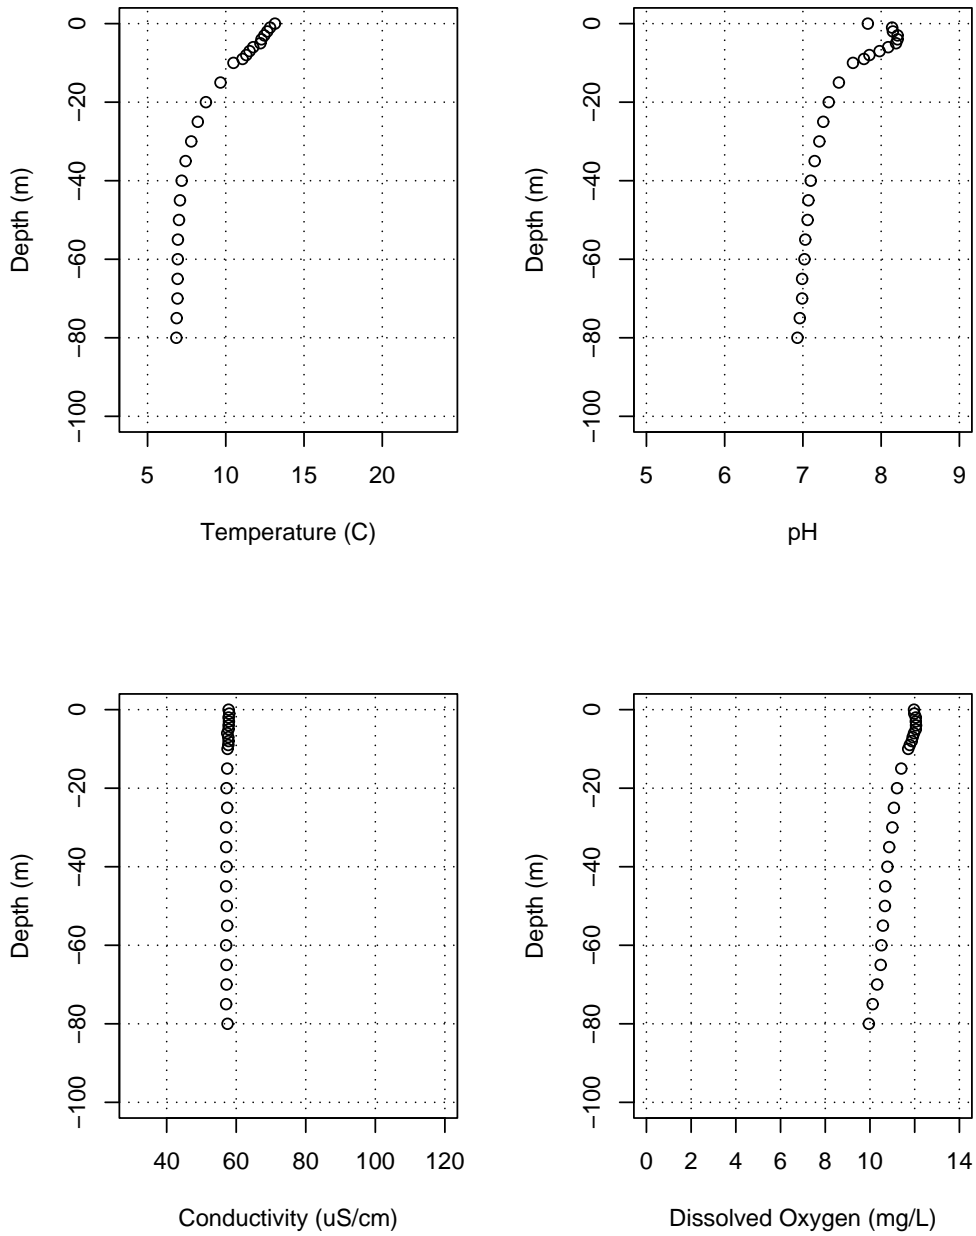 0
−20
−40
−60
−80
−100
Depth (m)
5 10 15 20
Temperature (C)
0
−20
−40
−60
−80
−100
Depth (m)
5 6 7 8 9
pH
0
−20
−40
−60
−80
−100
Depth (m)
40 60 80 100 120
Conductivity (uS/cm)
0
−20
−40
−60
−80
−100
Depth (m)
0 2 4 6 8 10 14
Dissolved Oxygen (mg/L)